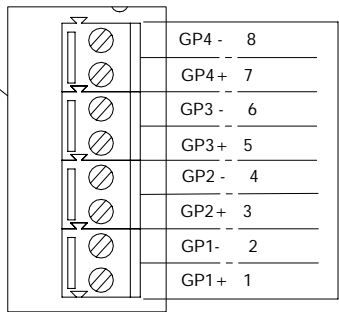 GP4 - 8
GP4+ 7
GP3 - 6
GP3+ 5
GP2 - 4
GP2+ 3
GP1- 2
GP1+ 1